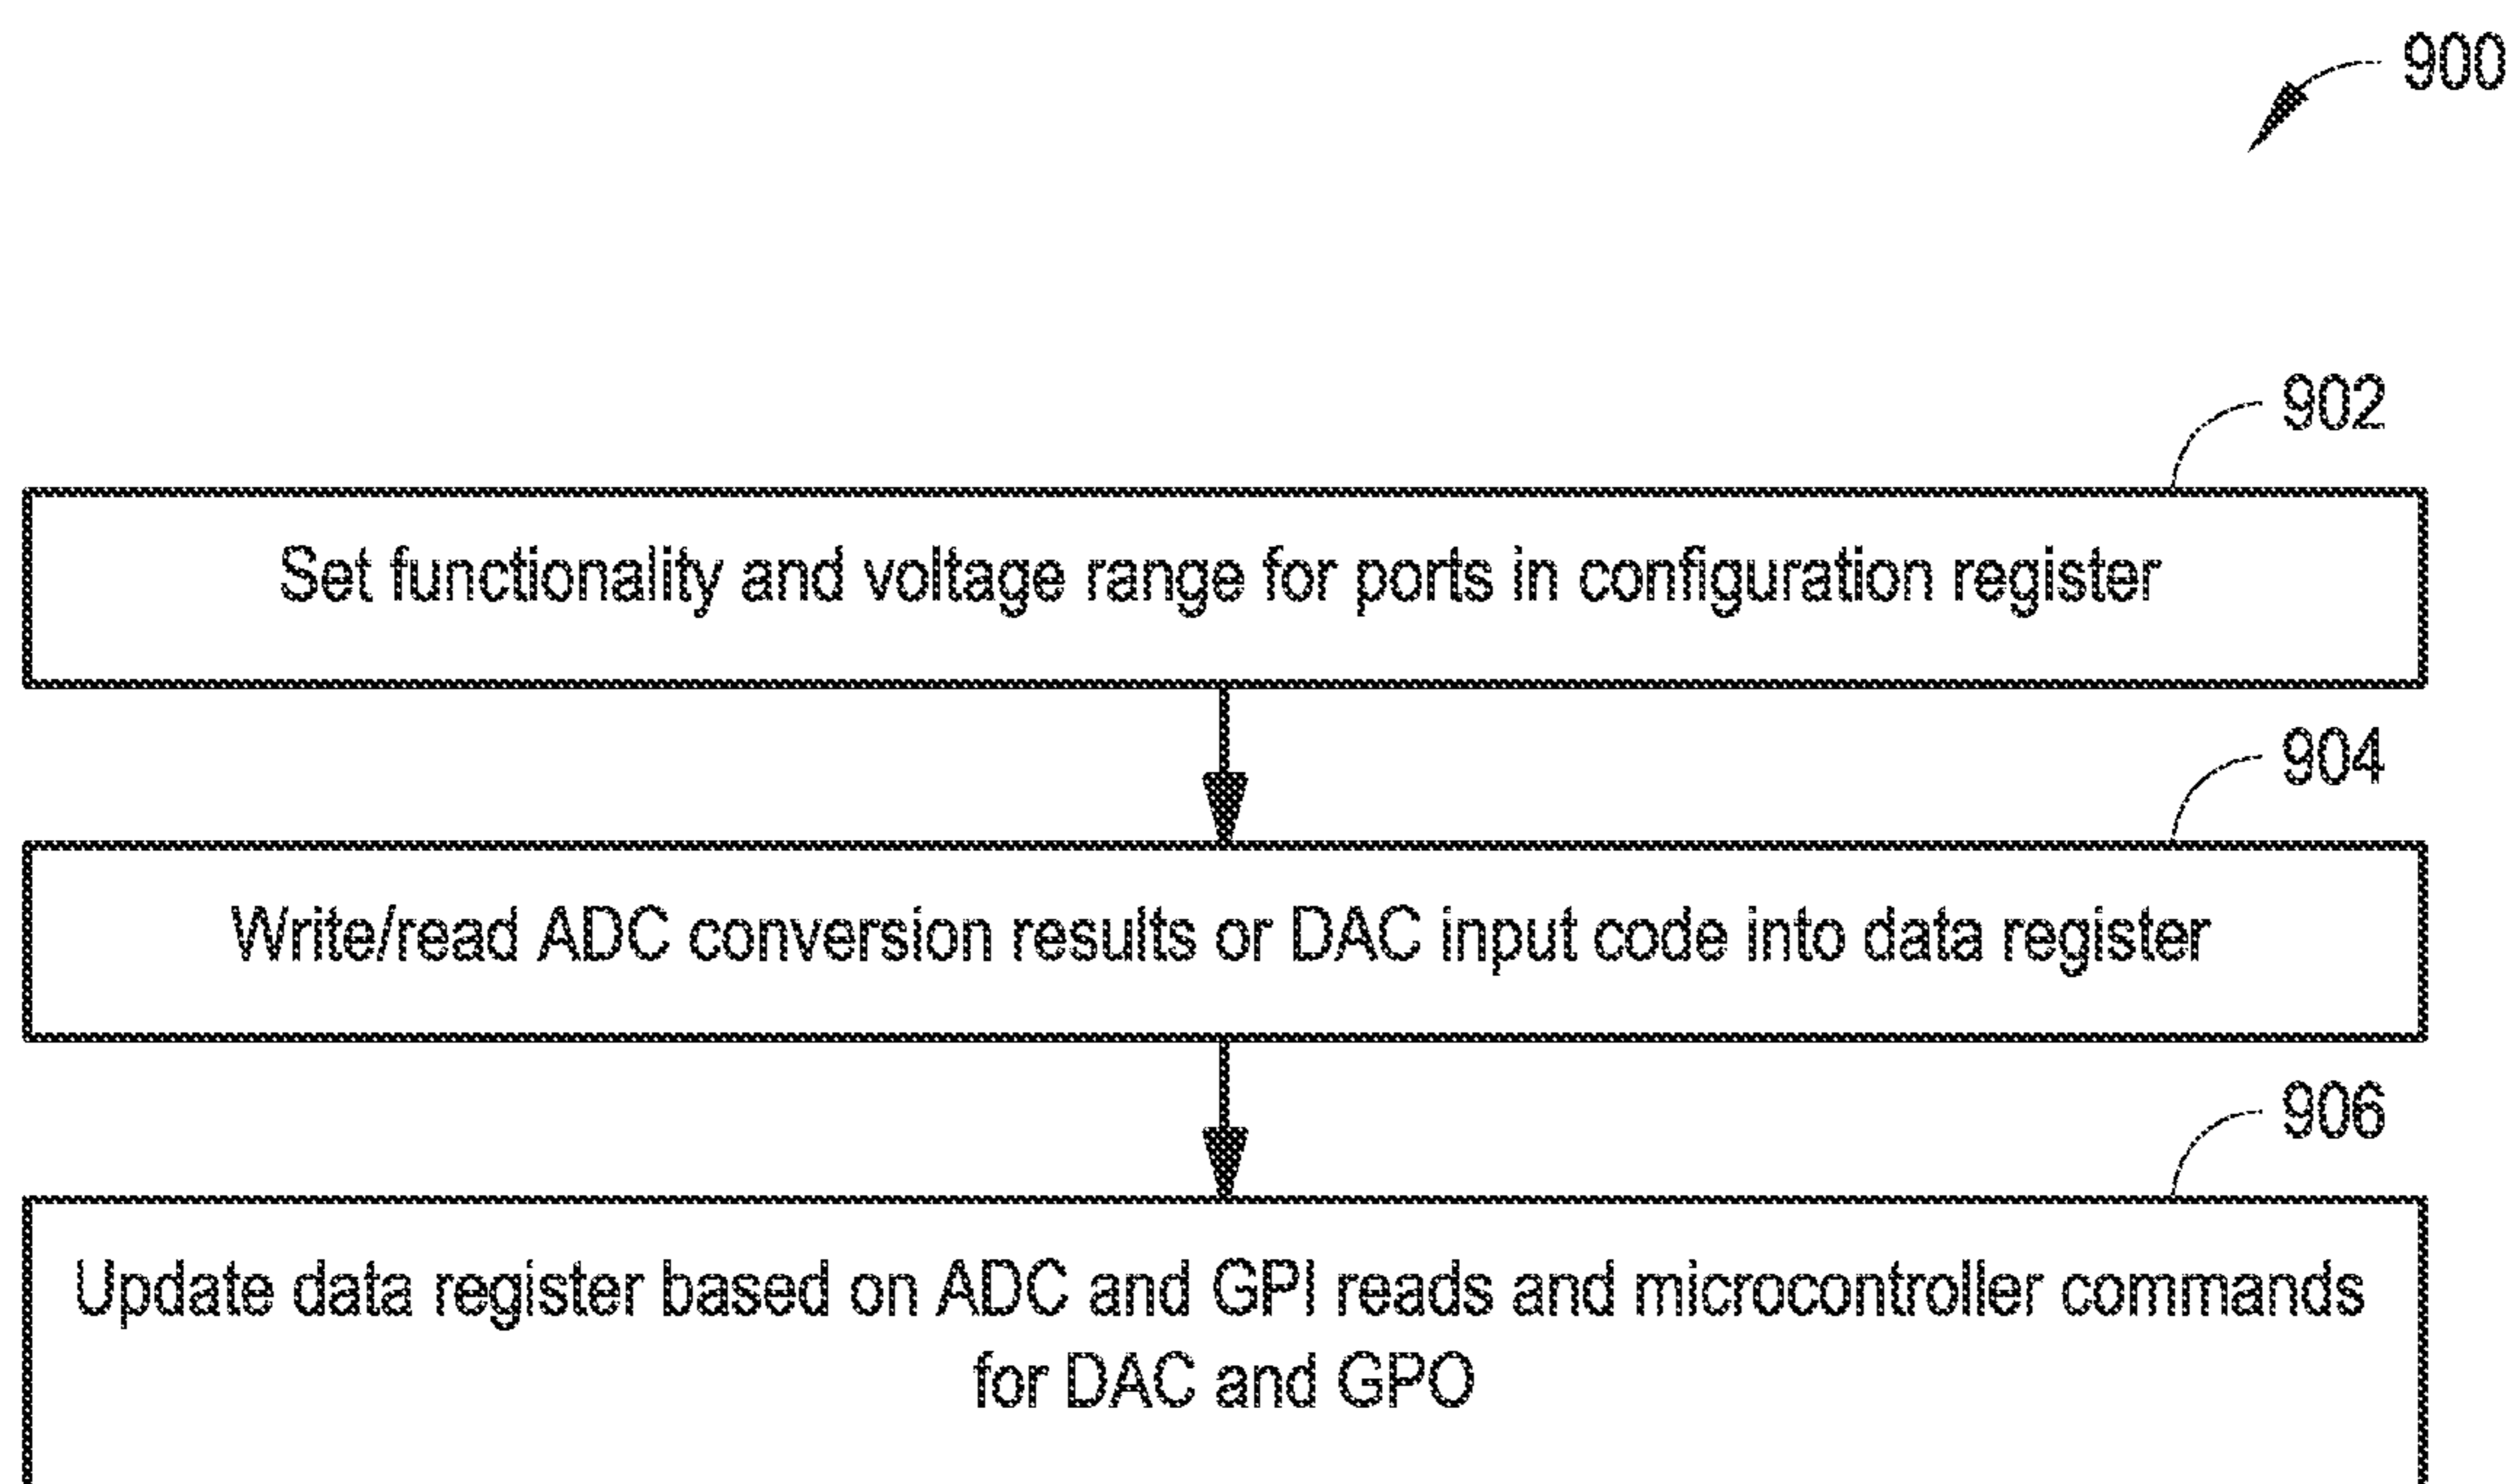 900
902
Set functionality and voltage range for ports in configuration register
904
Write/read ADC conversion results or DAC input code into data register
906
Update data register based on ADC and GPI reads and microcontroller commands
for DAC and GPO